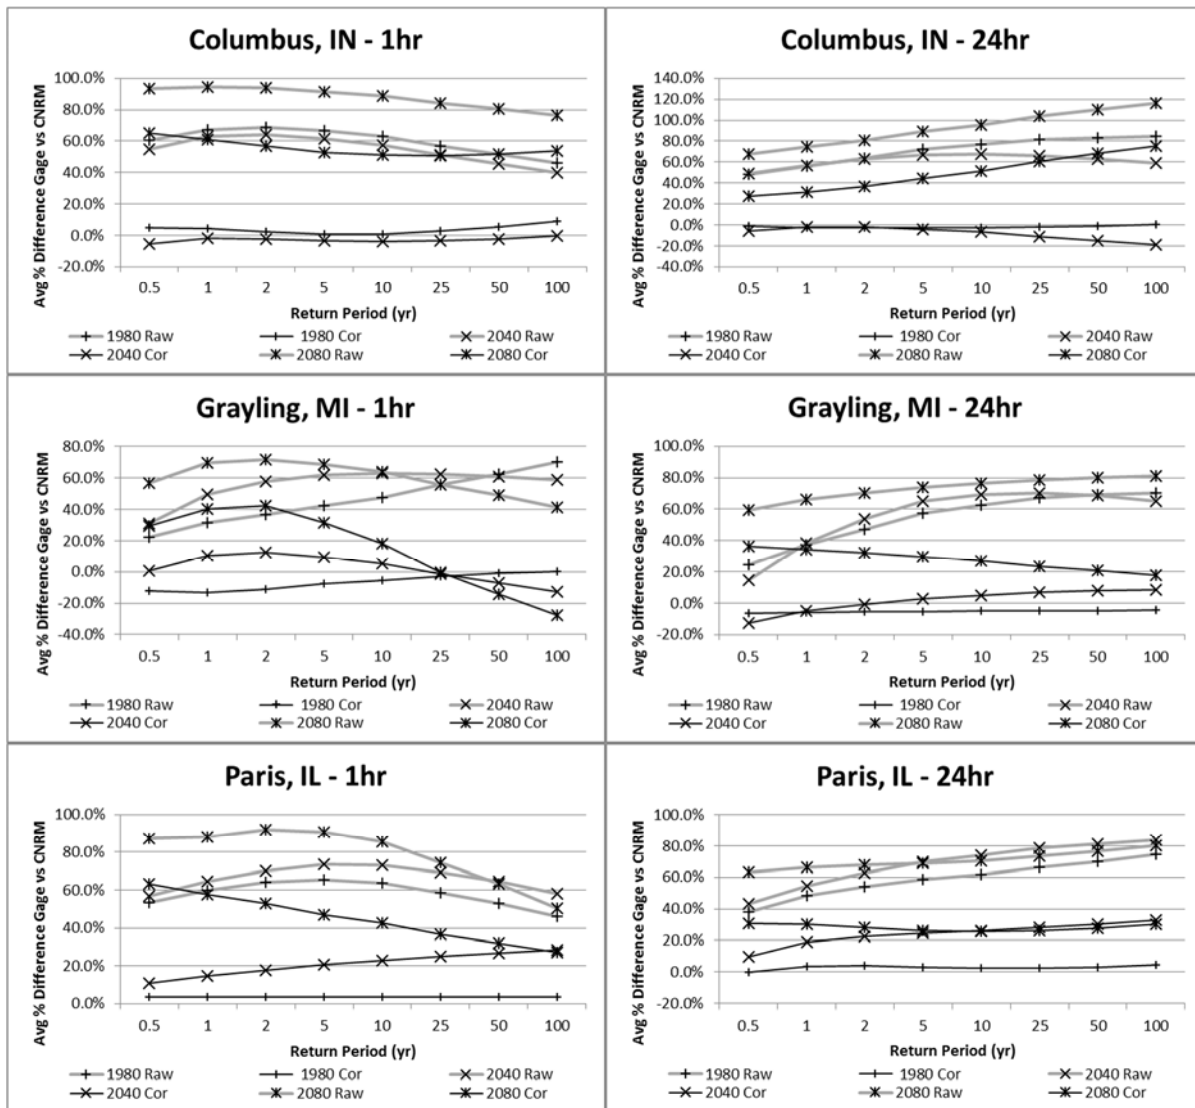 Columbus, IN - 1hr
Avg % Difference Gage vs CNRM
100.0%
80.0%
60.0%
40.0%
20.0%
0.0%
-20.0%
0.5 1 2 5 10 25 50 100
Return Period (yr)
1980 Raw 1980 Cor 2040 Raw
2040 Cor 2080 Raw 2080 Cor
Columbus, IN - 24hr
Avg % Difference Gage vs CNRM
140.0%
120.0%
100.0%
80.0%
60.0%
40.0%
20.0%
0.0%
-20.0%
-40.0%
0.5 1 2 5 10 25 50 100
Return Period (yr)
1980 Raw 1980 Cor 2040 Raw
2040 Cor 2080 Raw 2080 Cor
Grayling, MI - 1hr
Avg % Difference Gage vs CNRM
80.0%
60.0%
40.0%
20.0%
0.0%
-20.0%
-40.0%
0.5 1 2 5 10 25 50 100
Return Period (yr)
1980 Raw 1980 Cor 2040 Raw
2040 Cor 2080 Raw 2080 Cor
Grayling, MI - 24hr
Avg % Difference Gage vs CNRM
100.0%
80.0%
60.0%
40.0%
20.0%
0.0%
-20.0%
0.5 1 2 5 10 25 50 100
Return Period (yr)
1980 Raw 1980 Cor 2040 Raw
2040 Cor 2080 Raw 2080 Cor
Paris, IL - 1hr
Avg % Difference Gage vs CNRM
100.0%
80.0%
60.0%
40.0%
20.0%
0.0%
0.5 1 2 5 10 25 50 100
Return Period (yr)
1980 Raw 1980 Cor 2040 Raw
2040 Cor 2080 Raw 2080 Cor
Paris, IL - 24hr
Avg % Difference Gage vs CNRM
100.0%
80.0%
60.0%
40.0%
20.0%
0.0%
-20.0%
0.5 1 2 5 10 25 50 100
Return Period (yr)
1980 Raw 1980 Cor 2040 Raw
2040 Cor 2080 Raw 2080 Cor